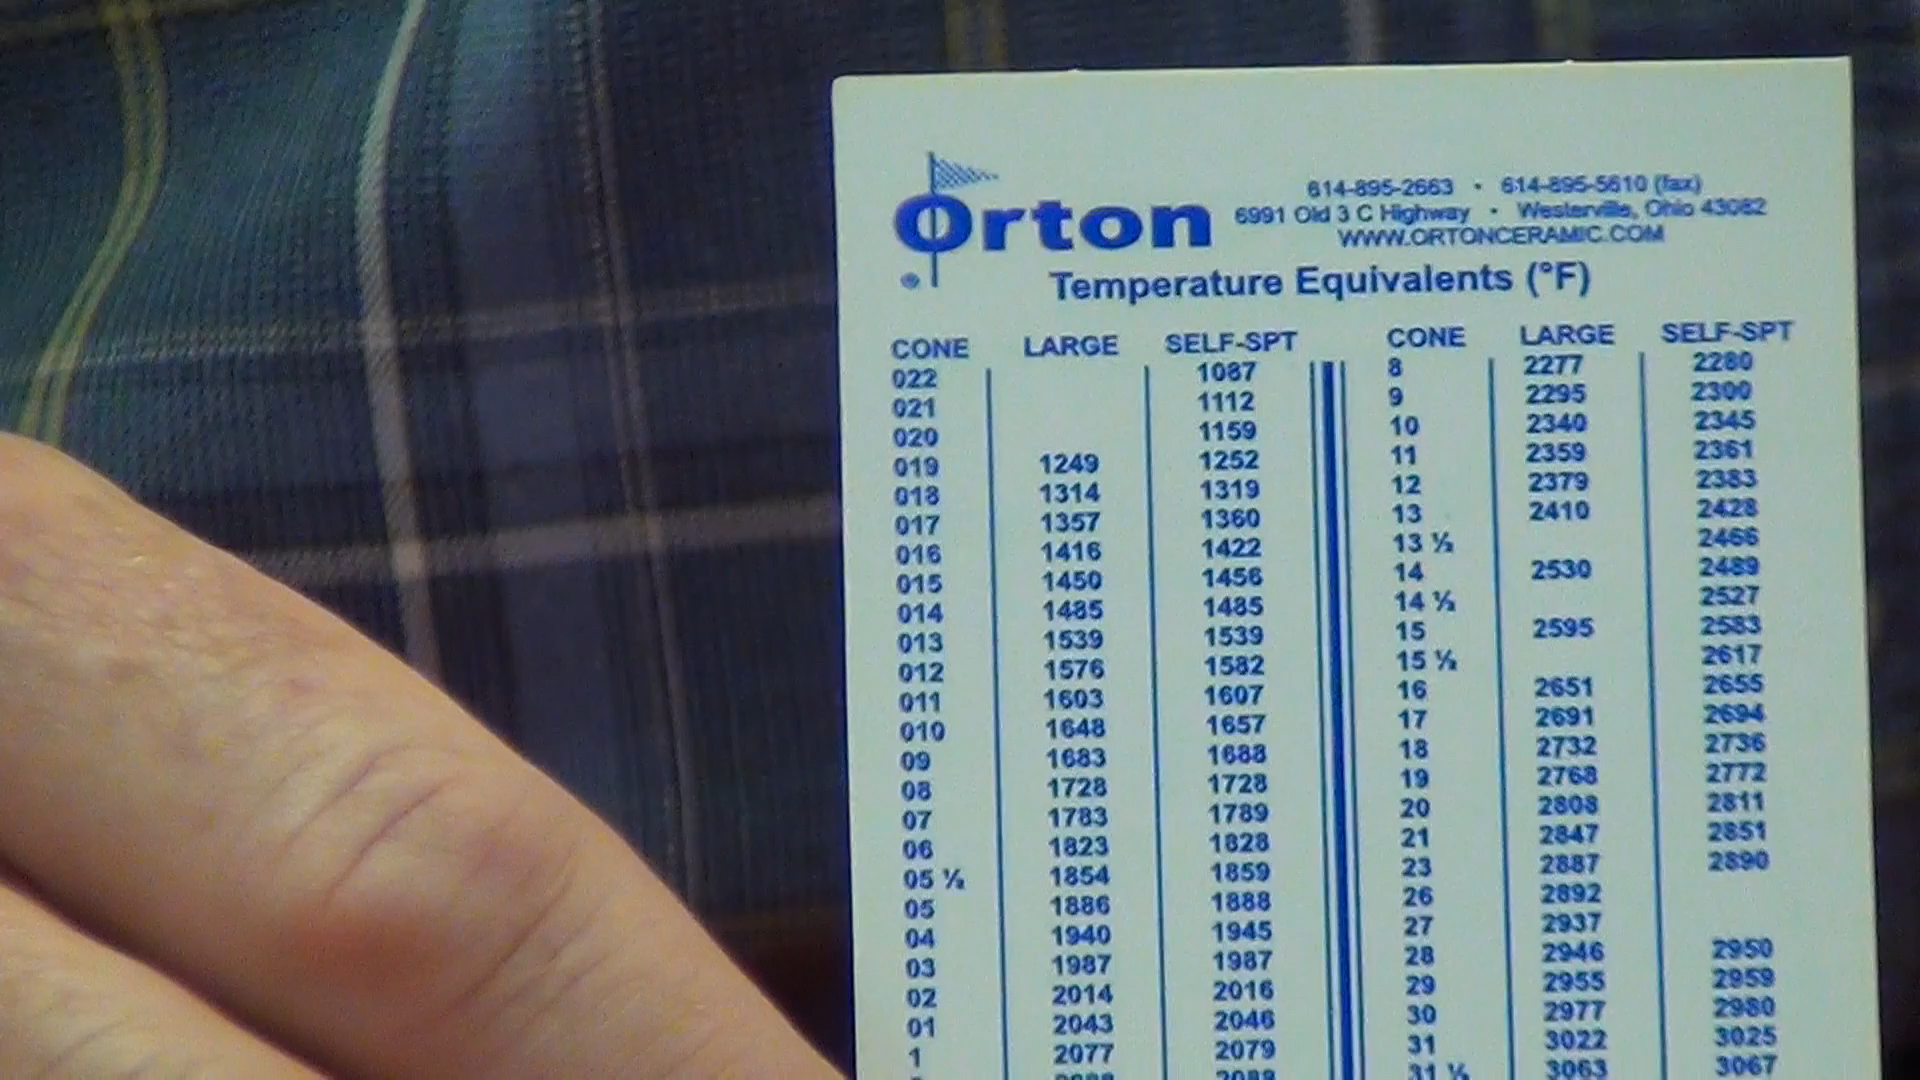 614-895-2663 • 614-895-5610 (fax)
Orton 6991 Old 3 C Highway • Westerville, Ohio 43082
WWW.ORTONCERAMIC.COM
Temperature Equivalents (°F)
CONE LARGE SELF-SPT CONE LARGE SELF-SPT
022 1087 8 2277 2280
021 1112 9 2295 2300
020 1159 10 2340 2345
019 1249 1252 11 2359 2361
018 1314 1319 12 2379 2383
017 1357 1360 13 2410 2428
016 1416 1422 13 ½ 2466
015 1450 1456 14 2530 2489
014 1485 1485 14 ½ 2527
013 1539 1539 15 2595 2583
012 1576 1582 15 ½ 2617
011 1603 1607 16 2651 2655
010 1648 1657 17 2691 2694
09 1683 1688 18 2732 2736
08 1728 1728 19 2768 2772
07 1783 1789 20 2808 2811
06 1823 1828 21 2847 2851
05 ½ 1854 1859 23 2887 2890
05 1886 1888 26 2892
04 1940 1945 27 2937
03 1987 1987 28 2946 2950
02 2014 2016 29 2955 2959
01 2043 2046 30 2977 2980
1 2077 2079 31 3022 3025
31 ½ 3063 3067